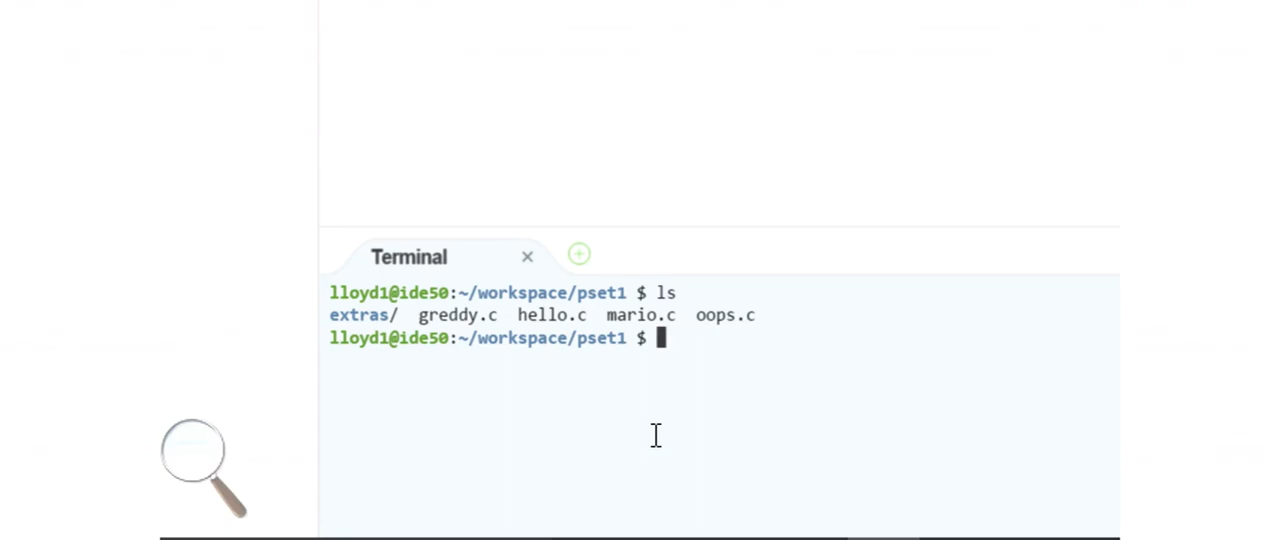 Terminal
lloyd1@ide50:~/workspace/pset1 $ ls
extras/ greddy.c hello.c mario.c oops.c
lloyd1@ide50:~/workspace/pset1 $